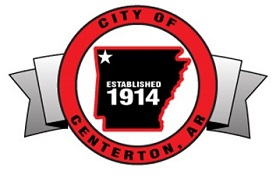 CITY OF
ESTABLISHED
1914
CENTERTON, AR